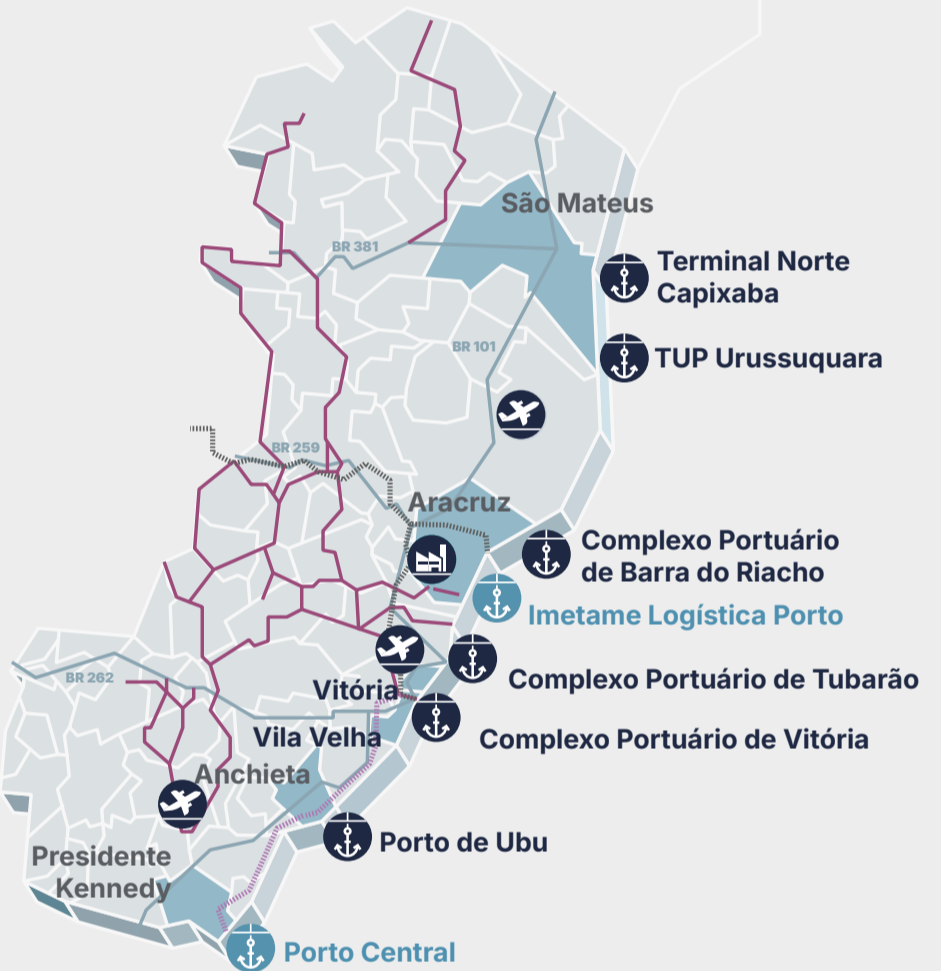 São Mateus
BR 381
Terminal Norte
Capixaba
BR 101
TUP Urussuquara
BR 259
Aracruz
Complexo Portuário
de Barra do Riacho
Imetame Logística Porto
BR 262
Vitória
Complexo Portuário de Tubarão
Vila Velha
Complexo Portuário de Vitória
Anchieta
Porto de Ubu
Presidente
Kennedy
Porto Central